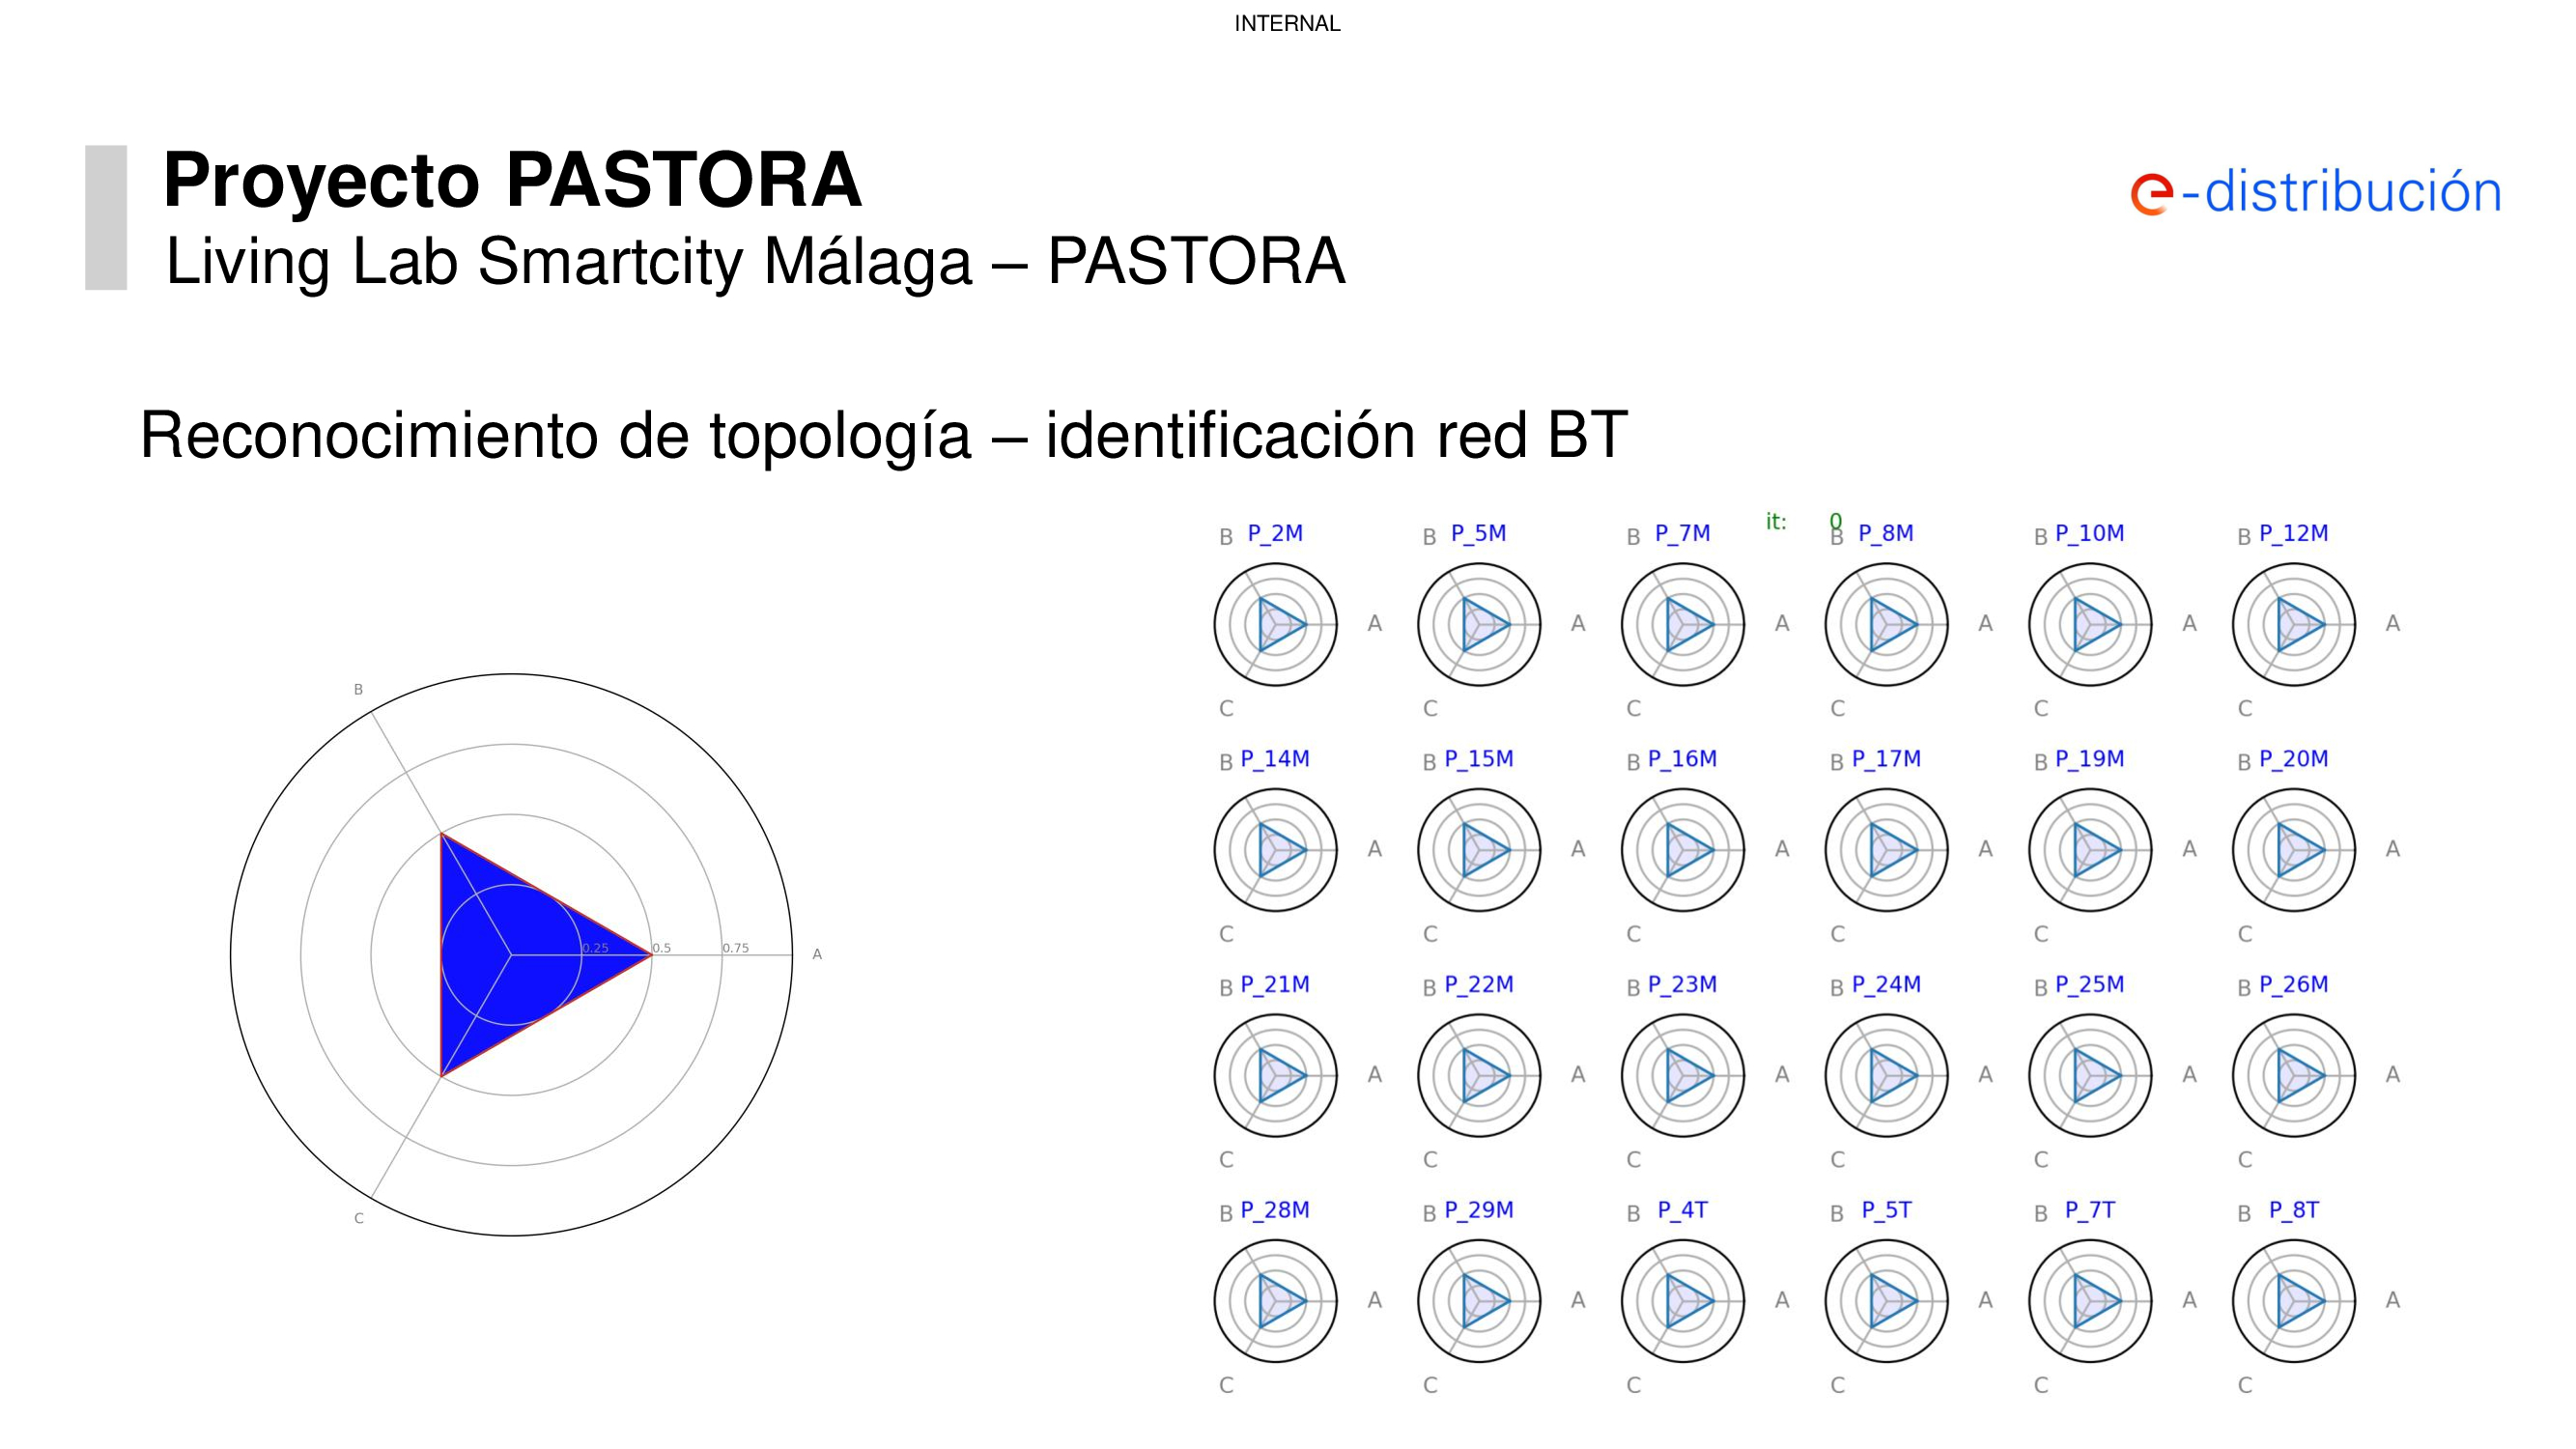 INTERNAL
Proyecto PASTORA
e-distribución
Living Lab Smartcity Málaga – PASTORA
Reconocimiento de topología – identificación red BT
B
0.25 0.5 0.75 A
C
it: 0
B P_2M B P_5M B P_7M B P_8M B P_10M B P_12M
A A A A A A
C C C C C C
B P_14M B P_15M B P_16M B P_17M B P_19M B P_20M
A A A A A A
C C C C C C
B P_21M B P_22M B P_23M B P_24M B P_25M B P_26M
A A A A A A
C C C C C C
B P_28M B P_29M B P_4T B P_5T B P_7T B P_8T
A A A A A A
C C C C C C